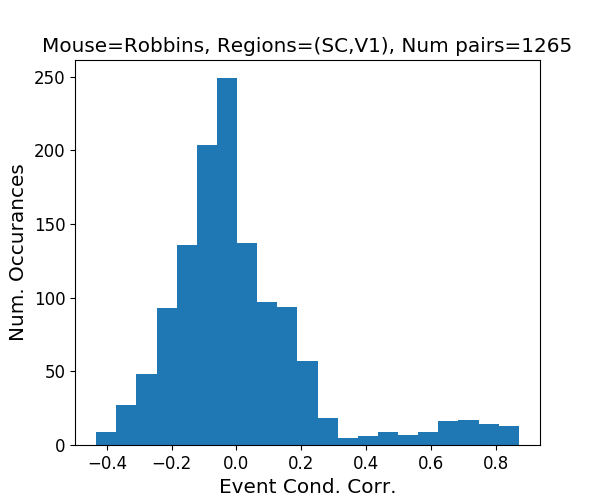 Mouse=Robbins, Regions=(SC,V1), Num pairs=1265
250
200
150
100
50
0
Num. Occurances
−0.4 −0.2 0.0 0.2 0.4 0.6 0.8
Event Cond. Corr.